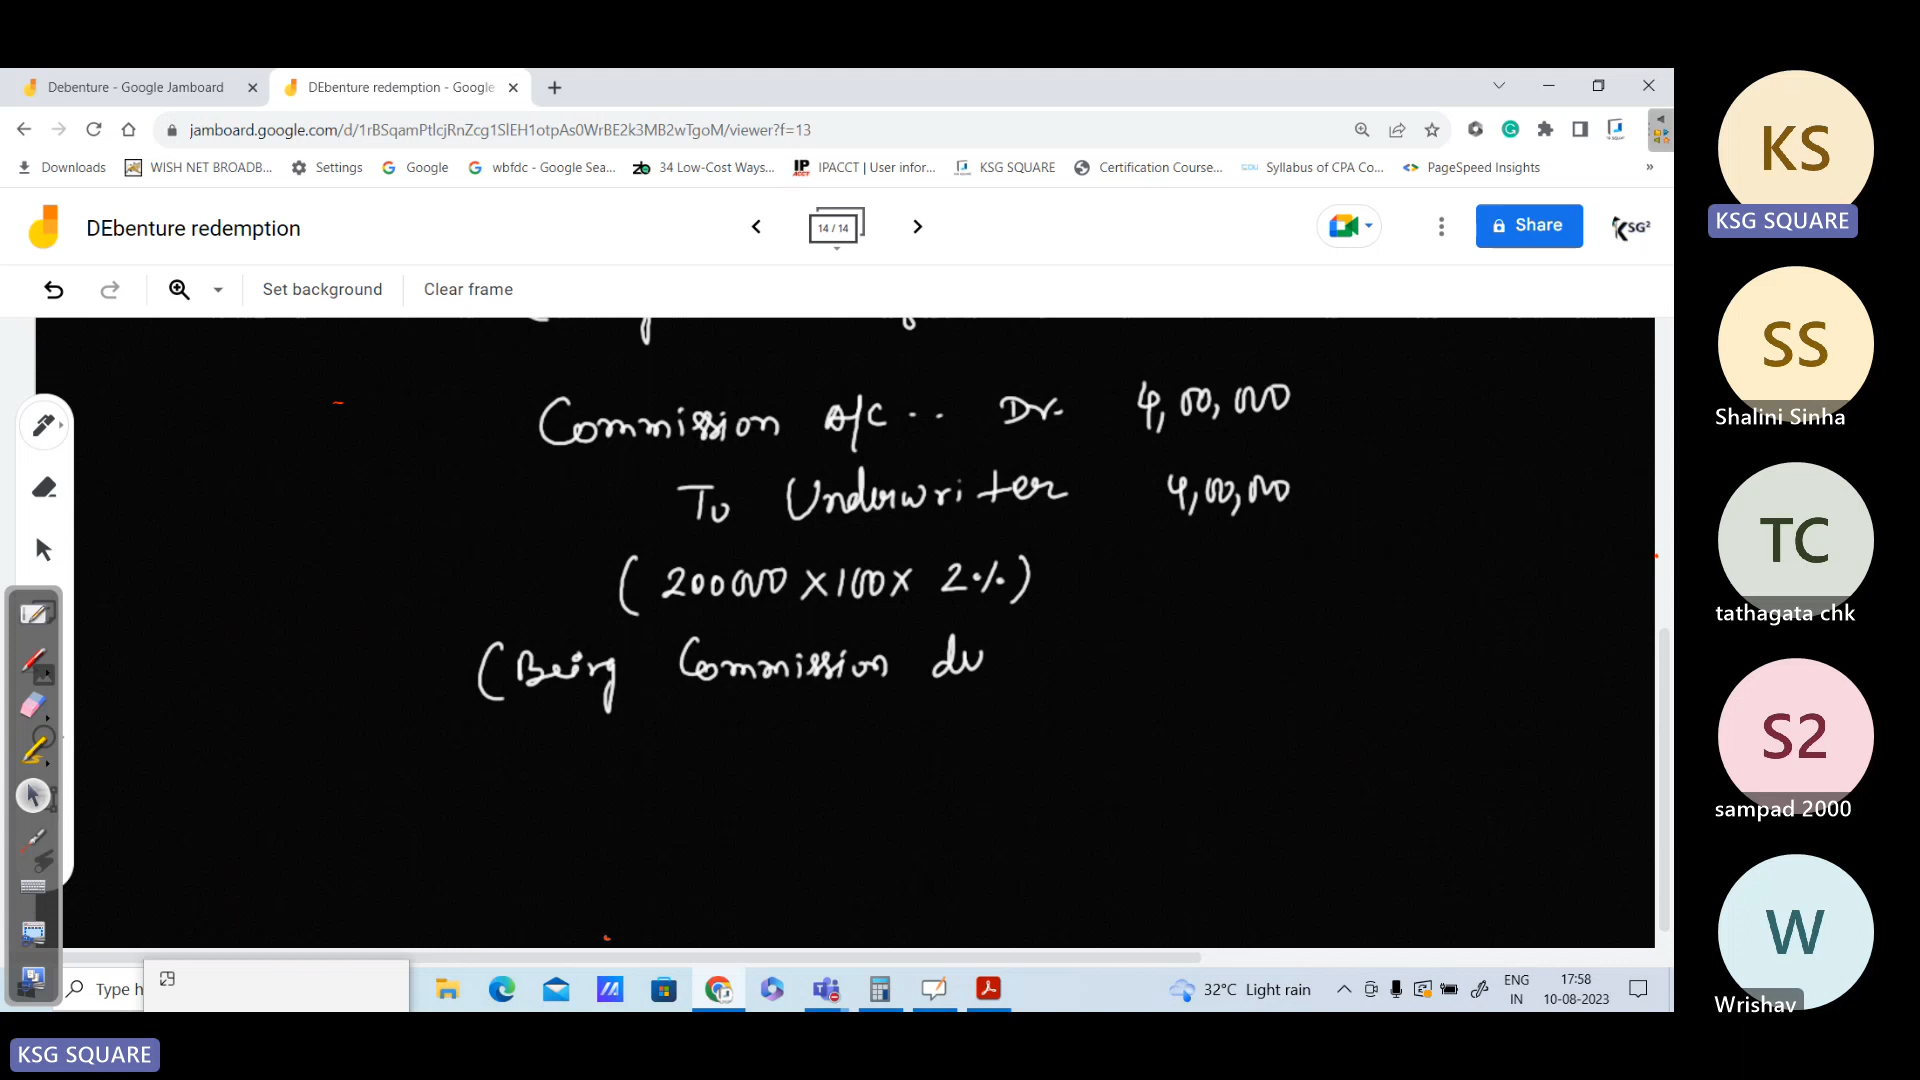 Debenture - Google Jamboard
DEbenture redemption - Google
jamboard.google.com/d/1rBSqamPtlcjRnZcg1SlEH1otpAs0WrBE2k3MB2wTgoM/viewer?f=13
Downloads WISH NET BROADB... Settings Google wbfdc - Google Sea... 34 Low-Cost Ways... IPACCT | User infor... KSG SQUARE Certification Course... Syllabus of CPA Co... PageSpeed Insights »
DEbenture redemption
14 / 14
Share
KSG²
Set background Clear frame
Commission A/C .. Dr. 4,00,000
To Underwriter 4,00,000
(200000 X100X 2%)
(Being Commission du
Type h
32°C Light rain
ENG
IN
17:58
10-08-2023
KS
KSG SQUARE
SS
Shalini Sinha
TC
tathagata chk
S2
sampad 2000
W
Wrishav
KSG SQUARE